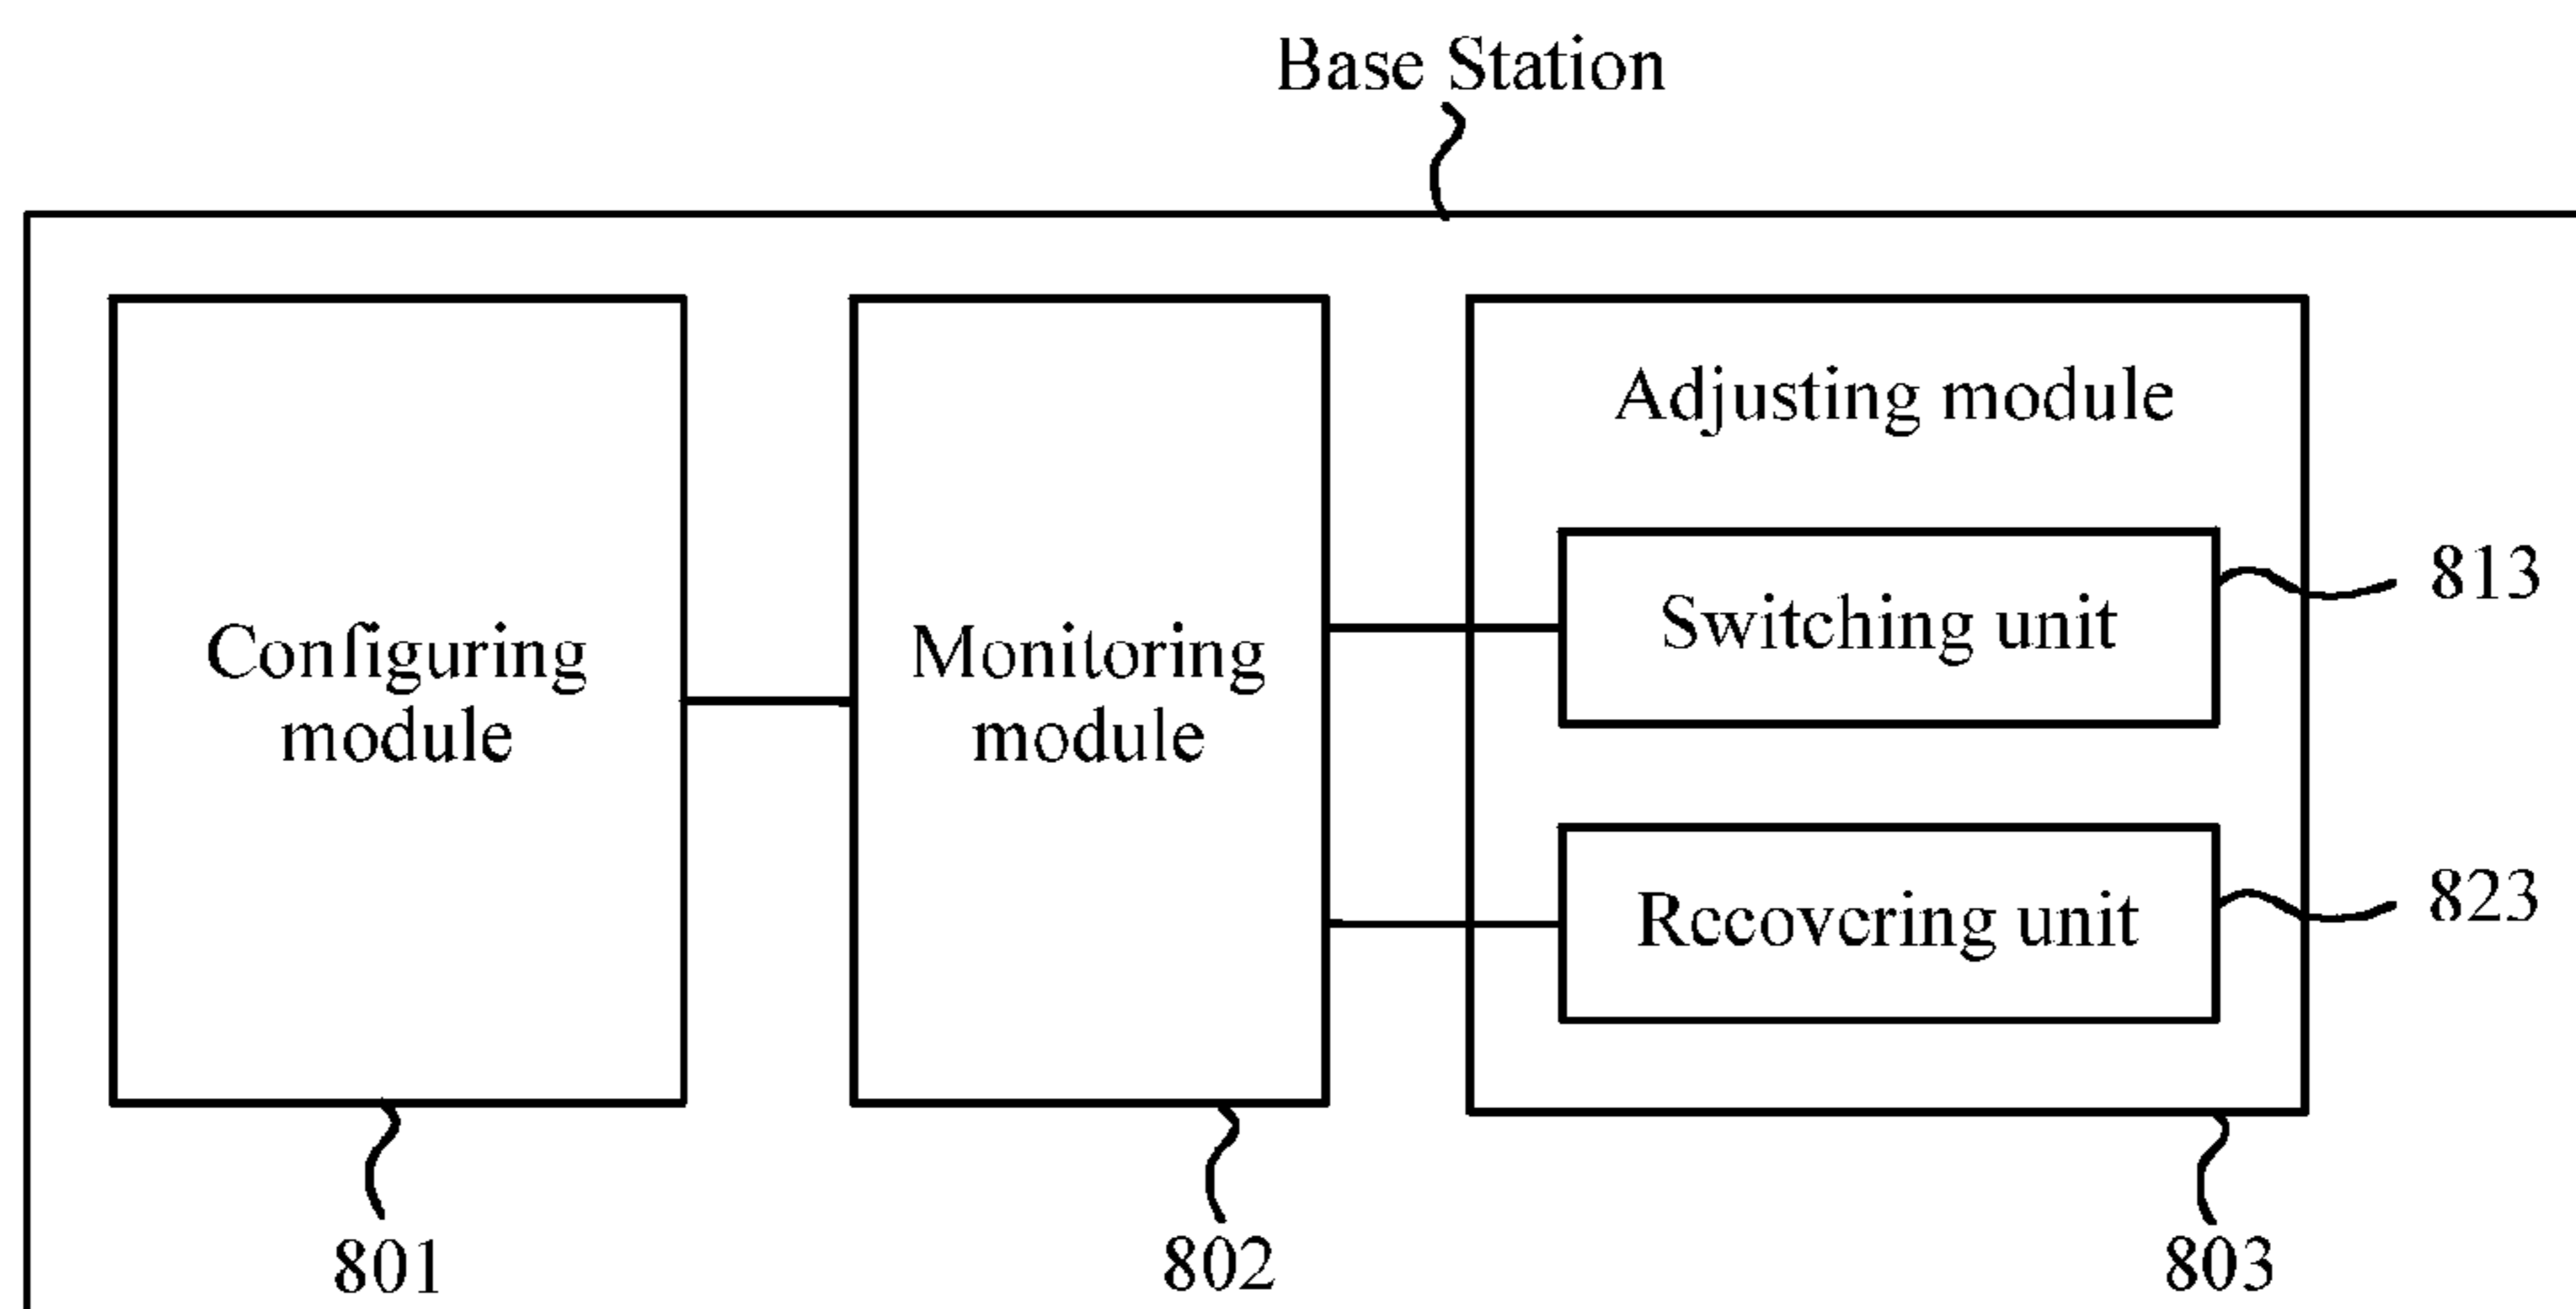 Base Station
Adjusting module
Configuring
module
Monitoring
module
Switching unit
813
Recovering unit
823
801
802
803